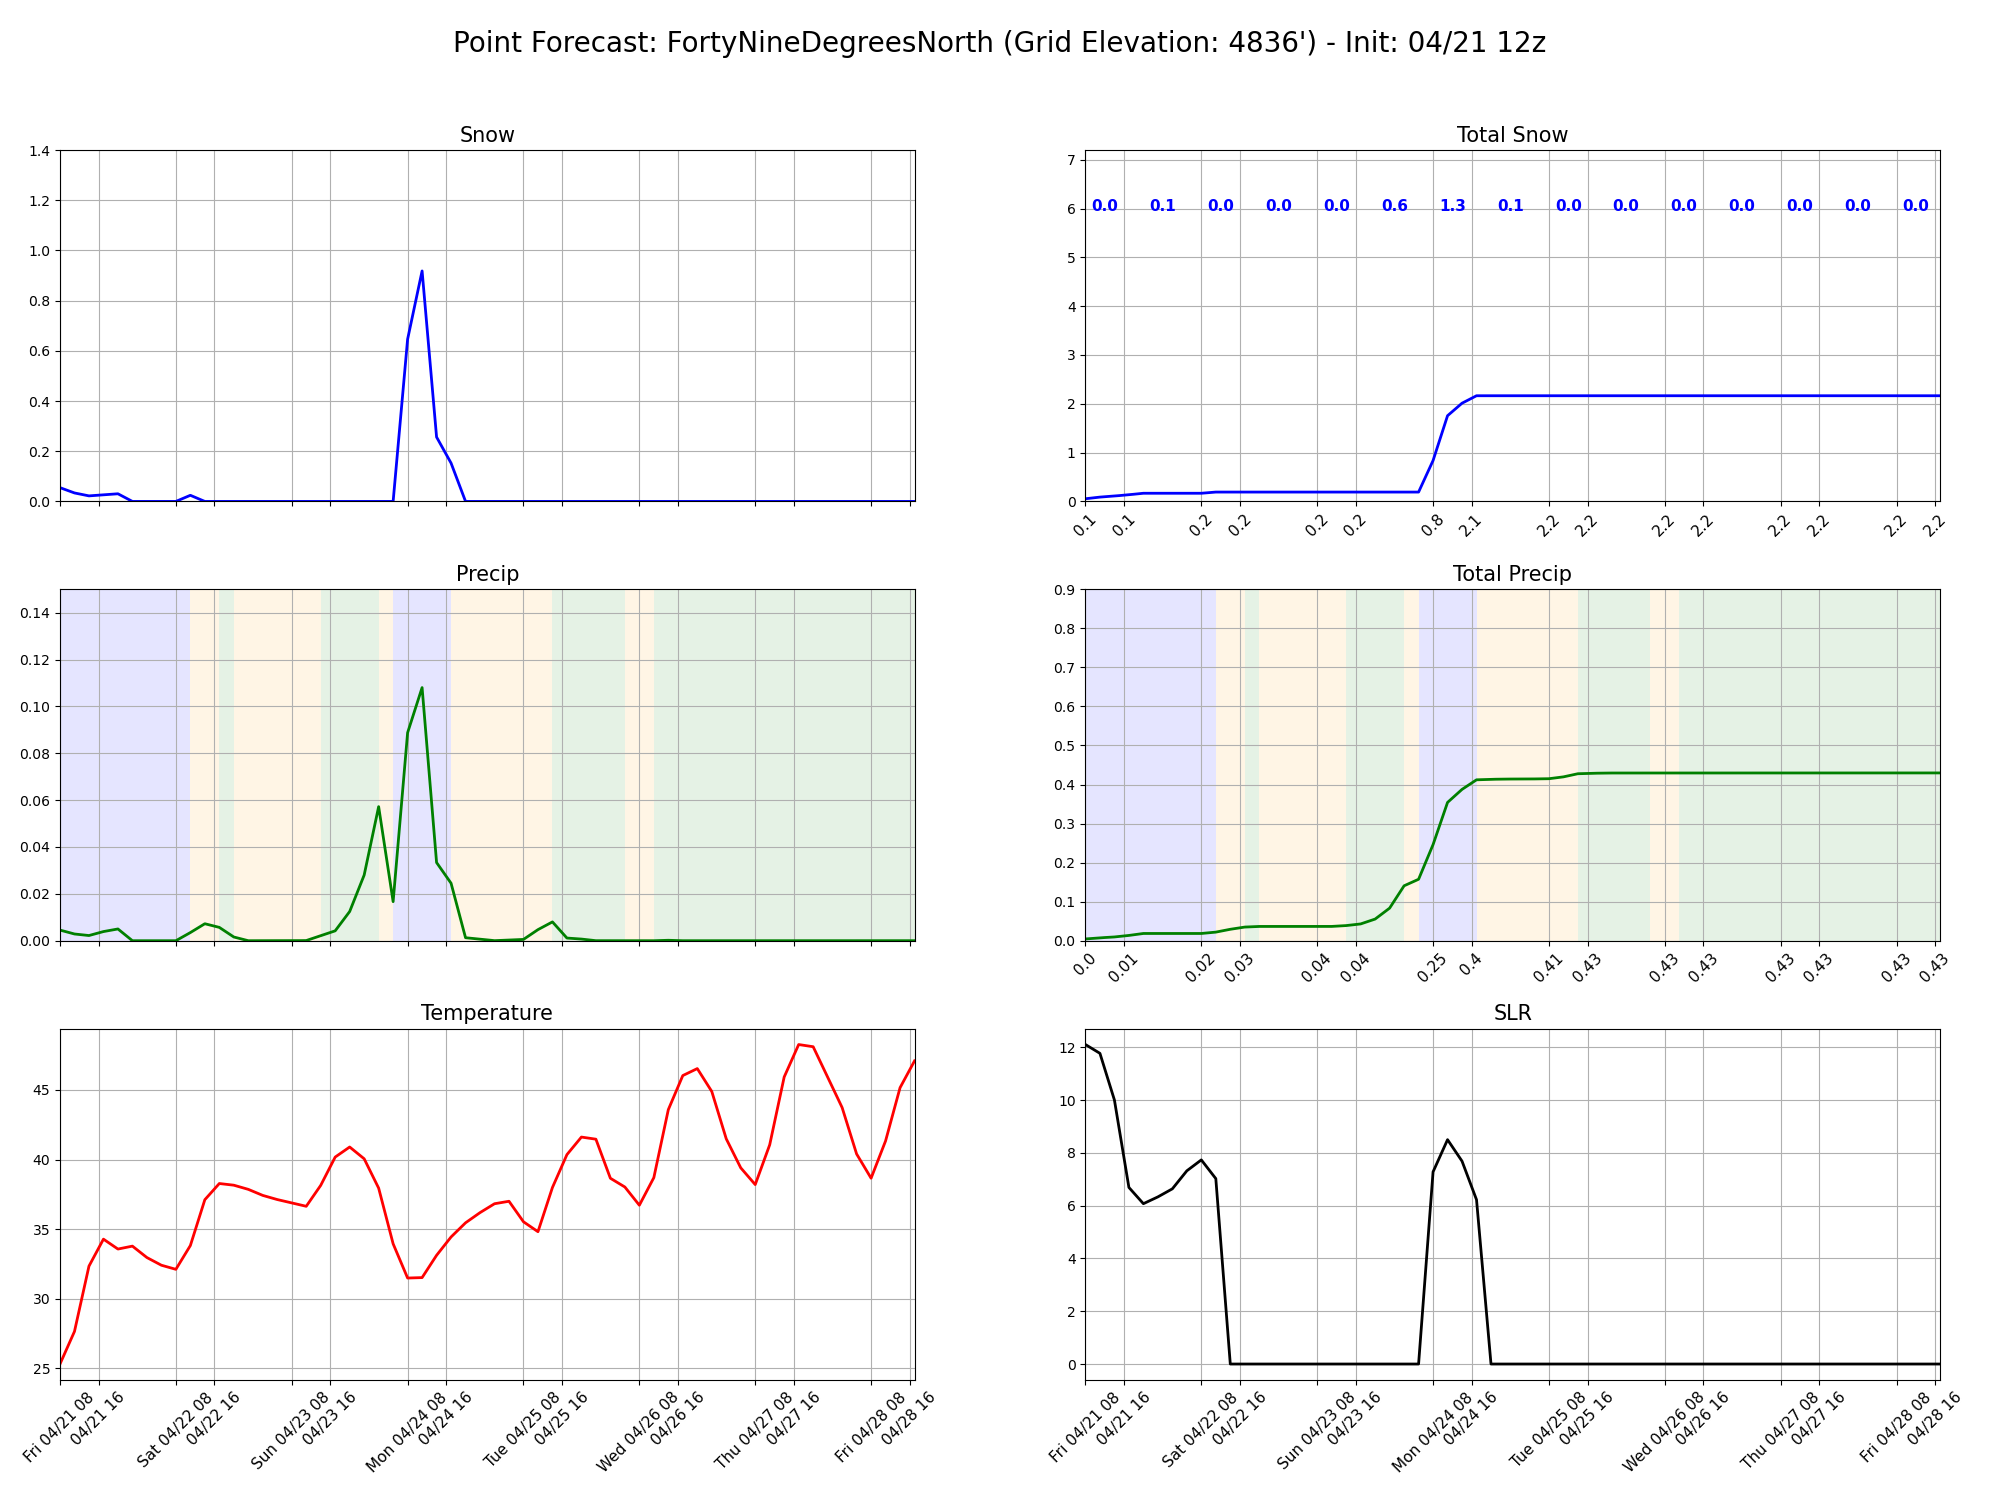 Point Forecast: FortyNineDegreesNorth (Grid Elevation: 4836') - Init: 04/21 12z
Snow
1.4
1.2
1.0
0.8
0.6
0.4
0.2
0.0
Total Snow
7
6
5
4
3
2
1
0
0.0 0.1 0.0 0.0 0.0 0.6 1.3 0.1 0.0 0.0 0.0 0.0 0.0 0.0 0.0
0.1 0.1 0.2 0.2 0.2 0.2 0.8 2.1 2.2 2.2 2.2 2.2 2.2 2.2 2.2 2.2
Precip
0.14
0.12
0.10
0.08
0.06
0.04
0.02
0.00
Total Precip
0.9
0.8
0.7
0.6
0.5
0.4
0.3
0.2
0.1
0.0
0.0 0.01 0.02 0.03 0.04 0.04 0.25 0.4 0.41 0.43 0.43 0.43 0.43 0.43 0.43 0.43
Temperature
45
40
35
30
25
Fri 04/21 08
04/21 16
Sat 04/22 08
04/22 16
Sun 04/23 08
04/23 16
Mon 04/24 08
04/24 16
Tue 04/25 08
04/25 16
Wed 04/26 08
04/26 16
Thu 04/27 08
04/27 16
Fri 04/28 08
04/28 16
SLR
12
10
8
6
4
2
0
Fri 04/21 08
04/21 16
Sat 04/22 08
04/22 16
Sun 04/23 08
04/23 16
Mon 04/24 08
04/24 16
Tue 04/25 08
04/25 16
Wed 04/26 08
04/26 16
Thu 04/27 08
04/27 16
Fri 04/28 08
04/28 16